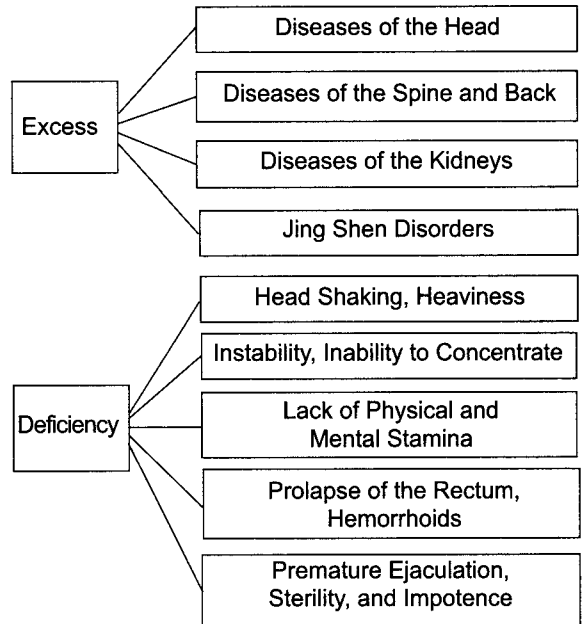 Excess
Diseases of the Head
Diseases of the Spine and Back
Diseases of the Kidneys
Jing Shen Disorders
Deficiency
Head Shaking, Heaviness
Instability, Inability to Concentrate
Lack of Physical and
Mental Stamina
Prolapse of the Rectum,
Hemorrhoids
Premature Ejaculation,
Sterility, and Impotence